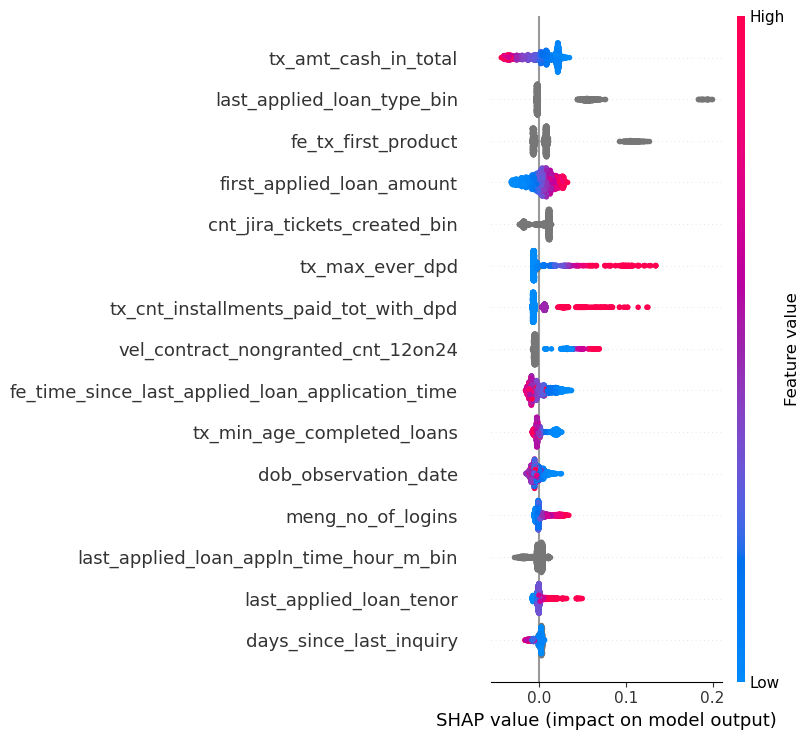 High
tx_amt_cash_in_total
last_applied_loan_type_bin
fe_tx_first_product
first_applied_loan_amount
cnt_jira_tickets_created_bin
tx_max_ever_dpd
tx_cnt_installments_paid_tot_with_dpd
vel_contract_nongranted_cnt_12on24
fe_time_since_last_applied_loan_application_time
tx_min_age_completed_loans
dob_observation_date
meng_no_of_logins
last_applied_loan_appln_time_hour_m_bin
last_applied_loan_tenor
days_since_last_inquiry
Feature value
Low
0.0 0.1 0.2
SHAP value (impact on model output)